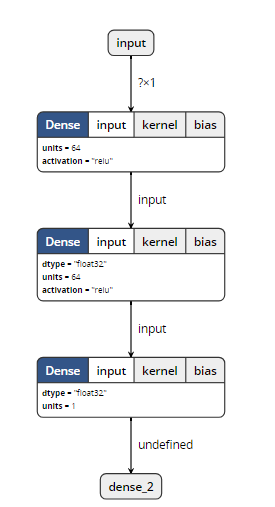 input
?×1
Dense input kernel bias
units = 64
activation = "relu"
input
Dense input kernel bias
dtype = "float32"
units = 64
activation = "relu"
input
Dense input kernel bias
dtype = "float32"
units = 1
undefined
dense_2